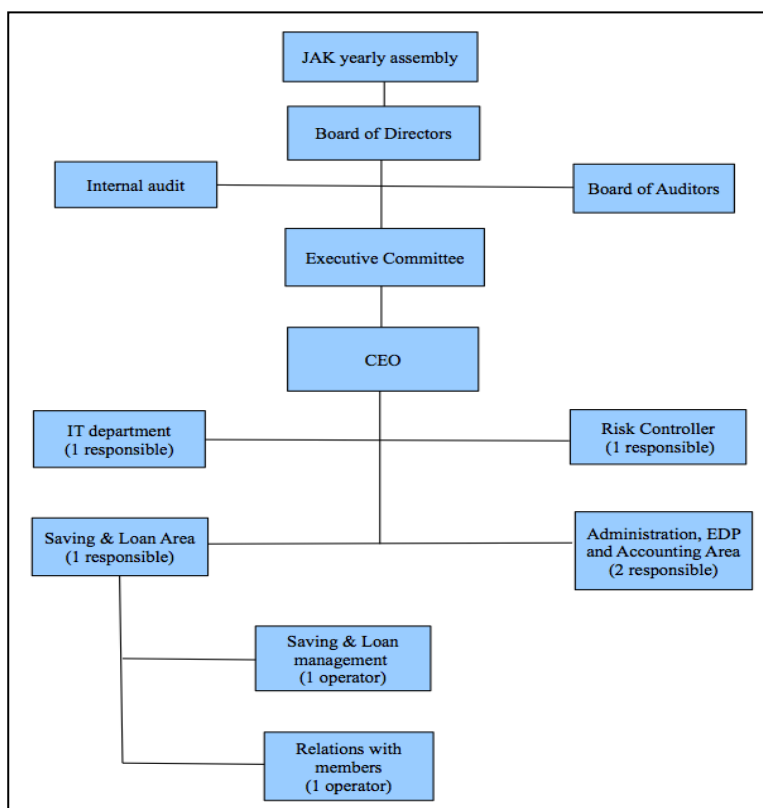 JAK yearly assembly
Board of Directors
Internal audit
Board of Auditors
Executive Committee
CEO
IT department
(1 responsible)
Risk Controller
(1 responsible)
Saving & Loan Area
(1 responsible)
Administration, EDP
and Accounting Area
(2 responsible)
Saving & Loan
management
(1 operator)
Relations with
members
(1 operator)